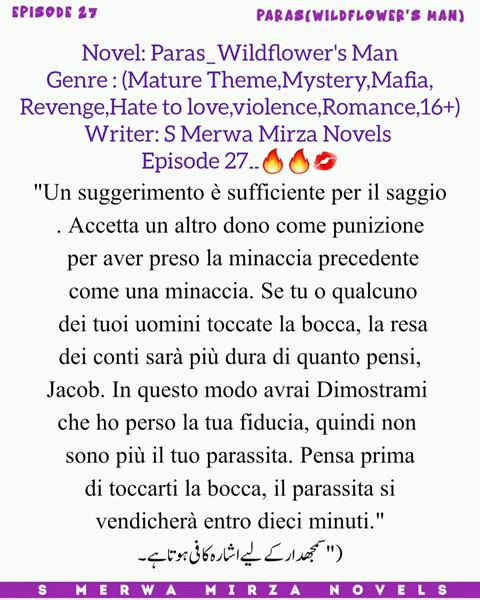 EPISODE 27
PARAS(WILDFLOWER'S MAN)
Novel: Paras_Wildflower's Man
Genre : (Mature Theme,Mystery,Mafia,
Revenge,Hate to love,violence,Romance,16+)
Writer: S Merwa Mirza Novels
Episode 27..🔥🔥💋
"Un suggerimento è sufficiente per il saggio
. Accetta un altro dono come punizione
per aver preso la minaccia precedente
come una minaccia. Se tu o qualcuno
dei tuoi uomini toccate la bocca, la resa
dei conti sarà più dura di quanto pensi,
Jacob. In questo modo avrai Dimostrami
che ho perso la tua fiducia, quindi non
sono più il tuo parassita. Pensa prima
di toccarti la bocca, il parassita si
vendicherà entro dieci minuti."
("سمجھدار کے لیے اشارہ کافی ہوتا ہے۔
S MERWA MIRZA NOVELS